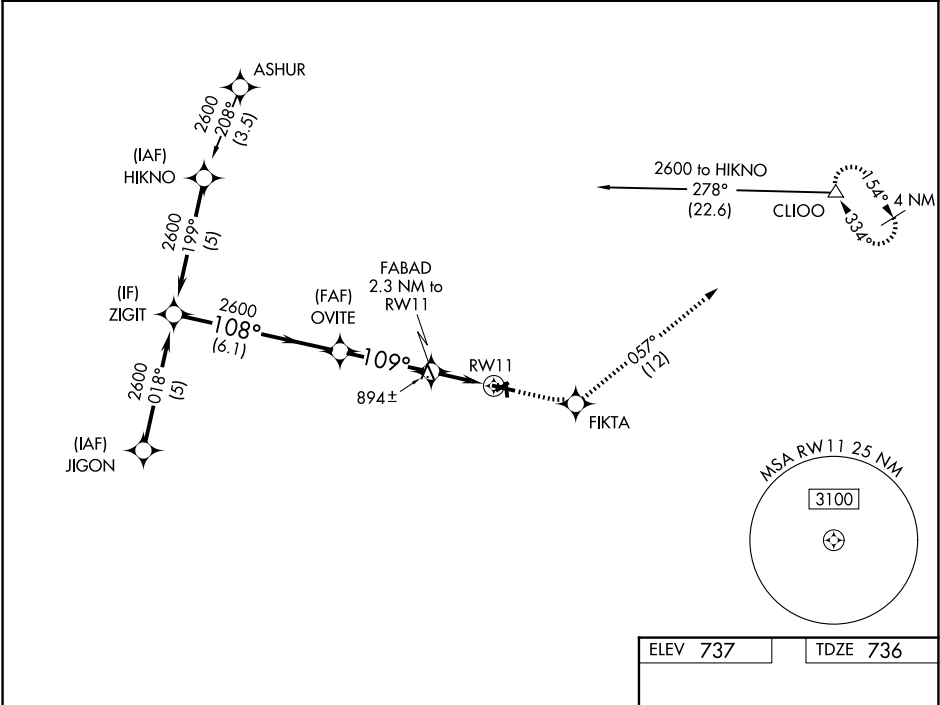 ASHUR
2600
208°
(3.5)
(IAF)
HIKNO
2600
199°
(5)
(IF)
ZIGIT
2600
108°
(6.1)
2600
018°
(5)
(IAF)
JIGON
(FAF)
OVITE
109°
FABAD
2.3 NM to
RW11
894±
RW11
FIKTA
057°
(12)
2600 to HIKNO
278°
(22.6)
CLIOO
154°
4 NM
334°
MSA RW11 25 NM
3100
ELEV 737
TDZE 736